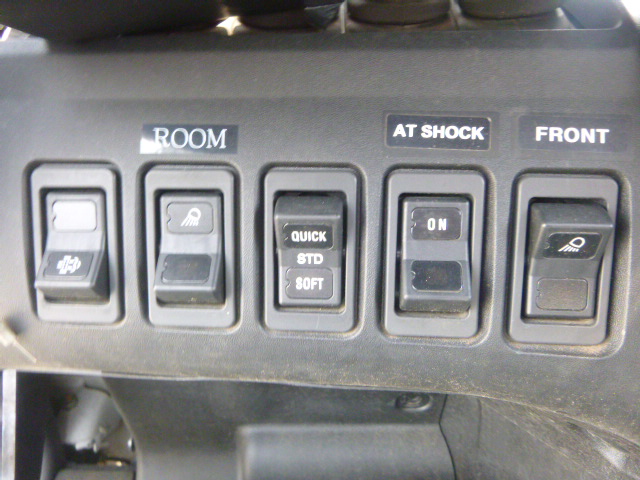 ROOM
AT SHOCK
FRONT
QUICK
STD
SOFT
ON